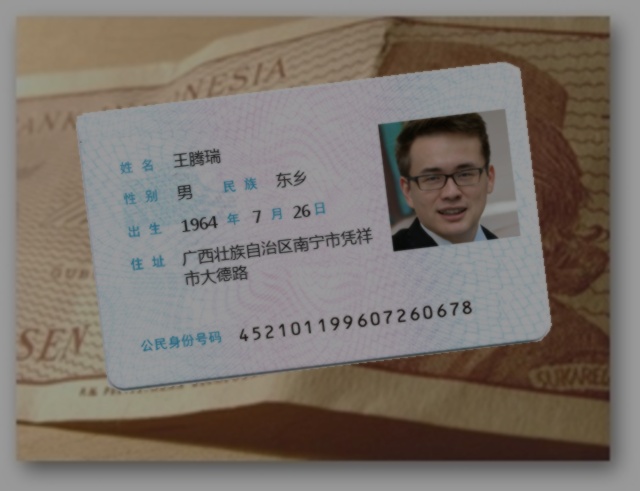 BANK INDONESIA
姓名 王腾瑞
性别 男 民族 东乡
出生 1964 年 7 月 26 日
住址 广西壮族自治区南宁市凭祥
市大德路
公民身份号码 452101199607260678
SEN